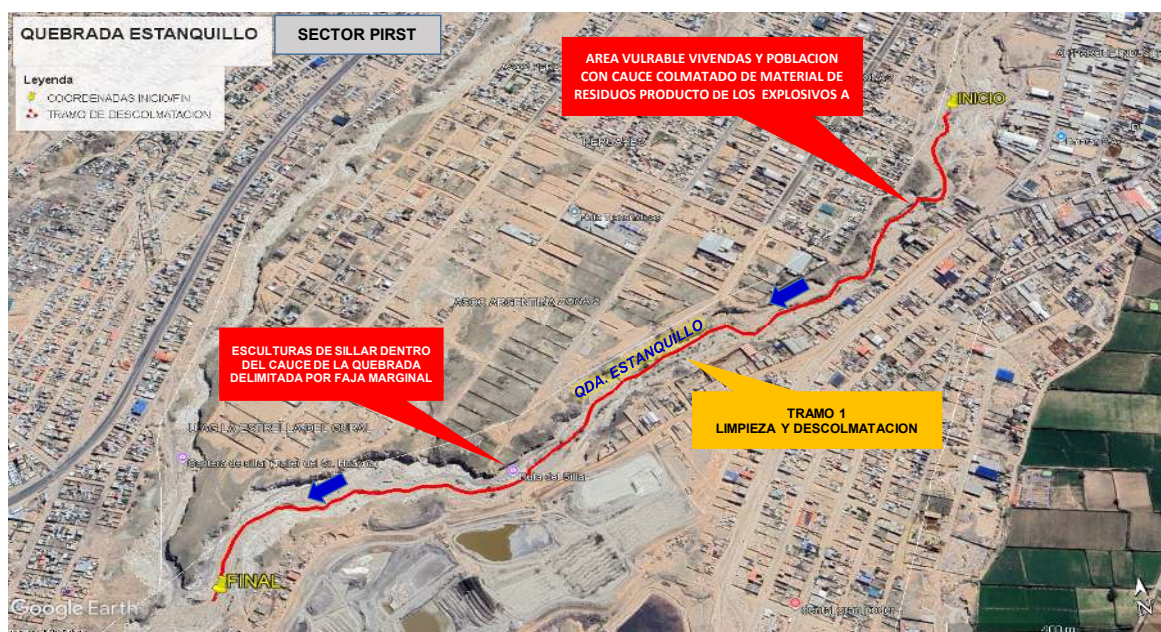 QUEBRADA ESTANQUILLO
SECTOR PIRST
Leyenda
COORDENADAS INICIO/FIN
TRAMO DE DESCOLMATACION
AREA VULRABLE VIVENDAS Y POBLACION
CON CAUCE COLMATADO DE MATERIAL DE
RESIDUOS PRODUCTO DE LOS EXPLOSIVOS A
INICIO
ASOC. ARGENTINA ZONA 2
QDA. ESTANQUILLO
ESCULTURAS DE SILLAR DENTRO
DEL CAUCE DE LA QUEBRADA
DELIMITADA POR FAJA MARGINAL
TRAMO 1
LIMPIEZA Y DESCOLMATACION
Ruta del Sillar
FINAL
Google Earth
400 m
N